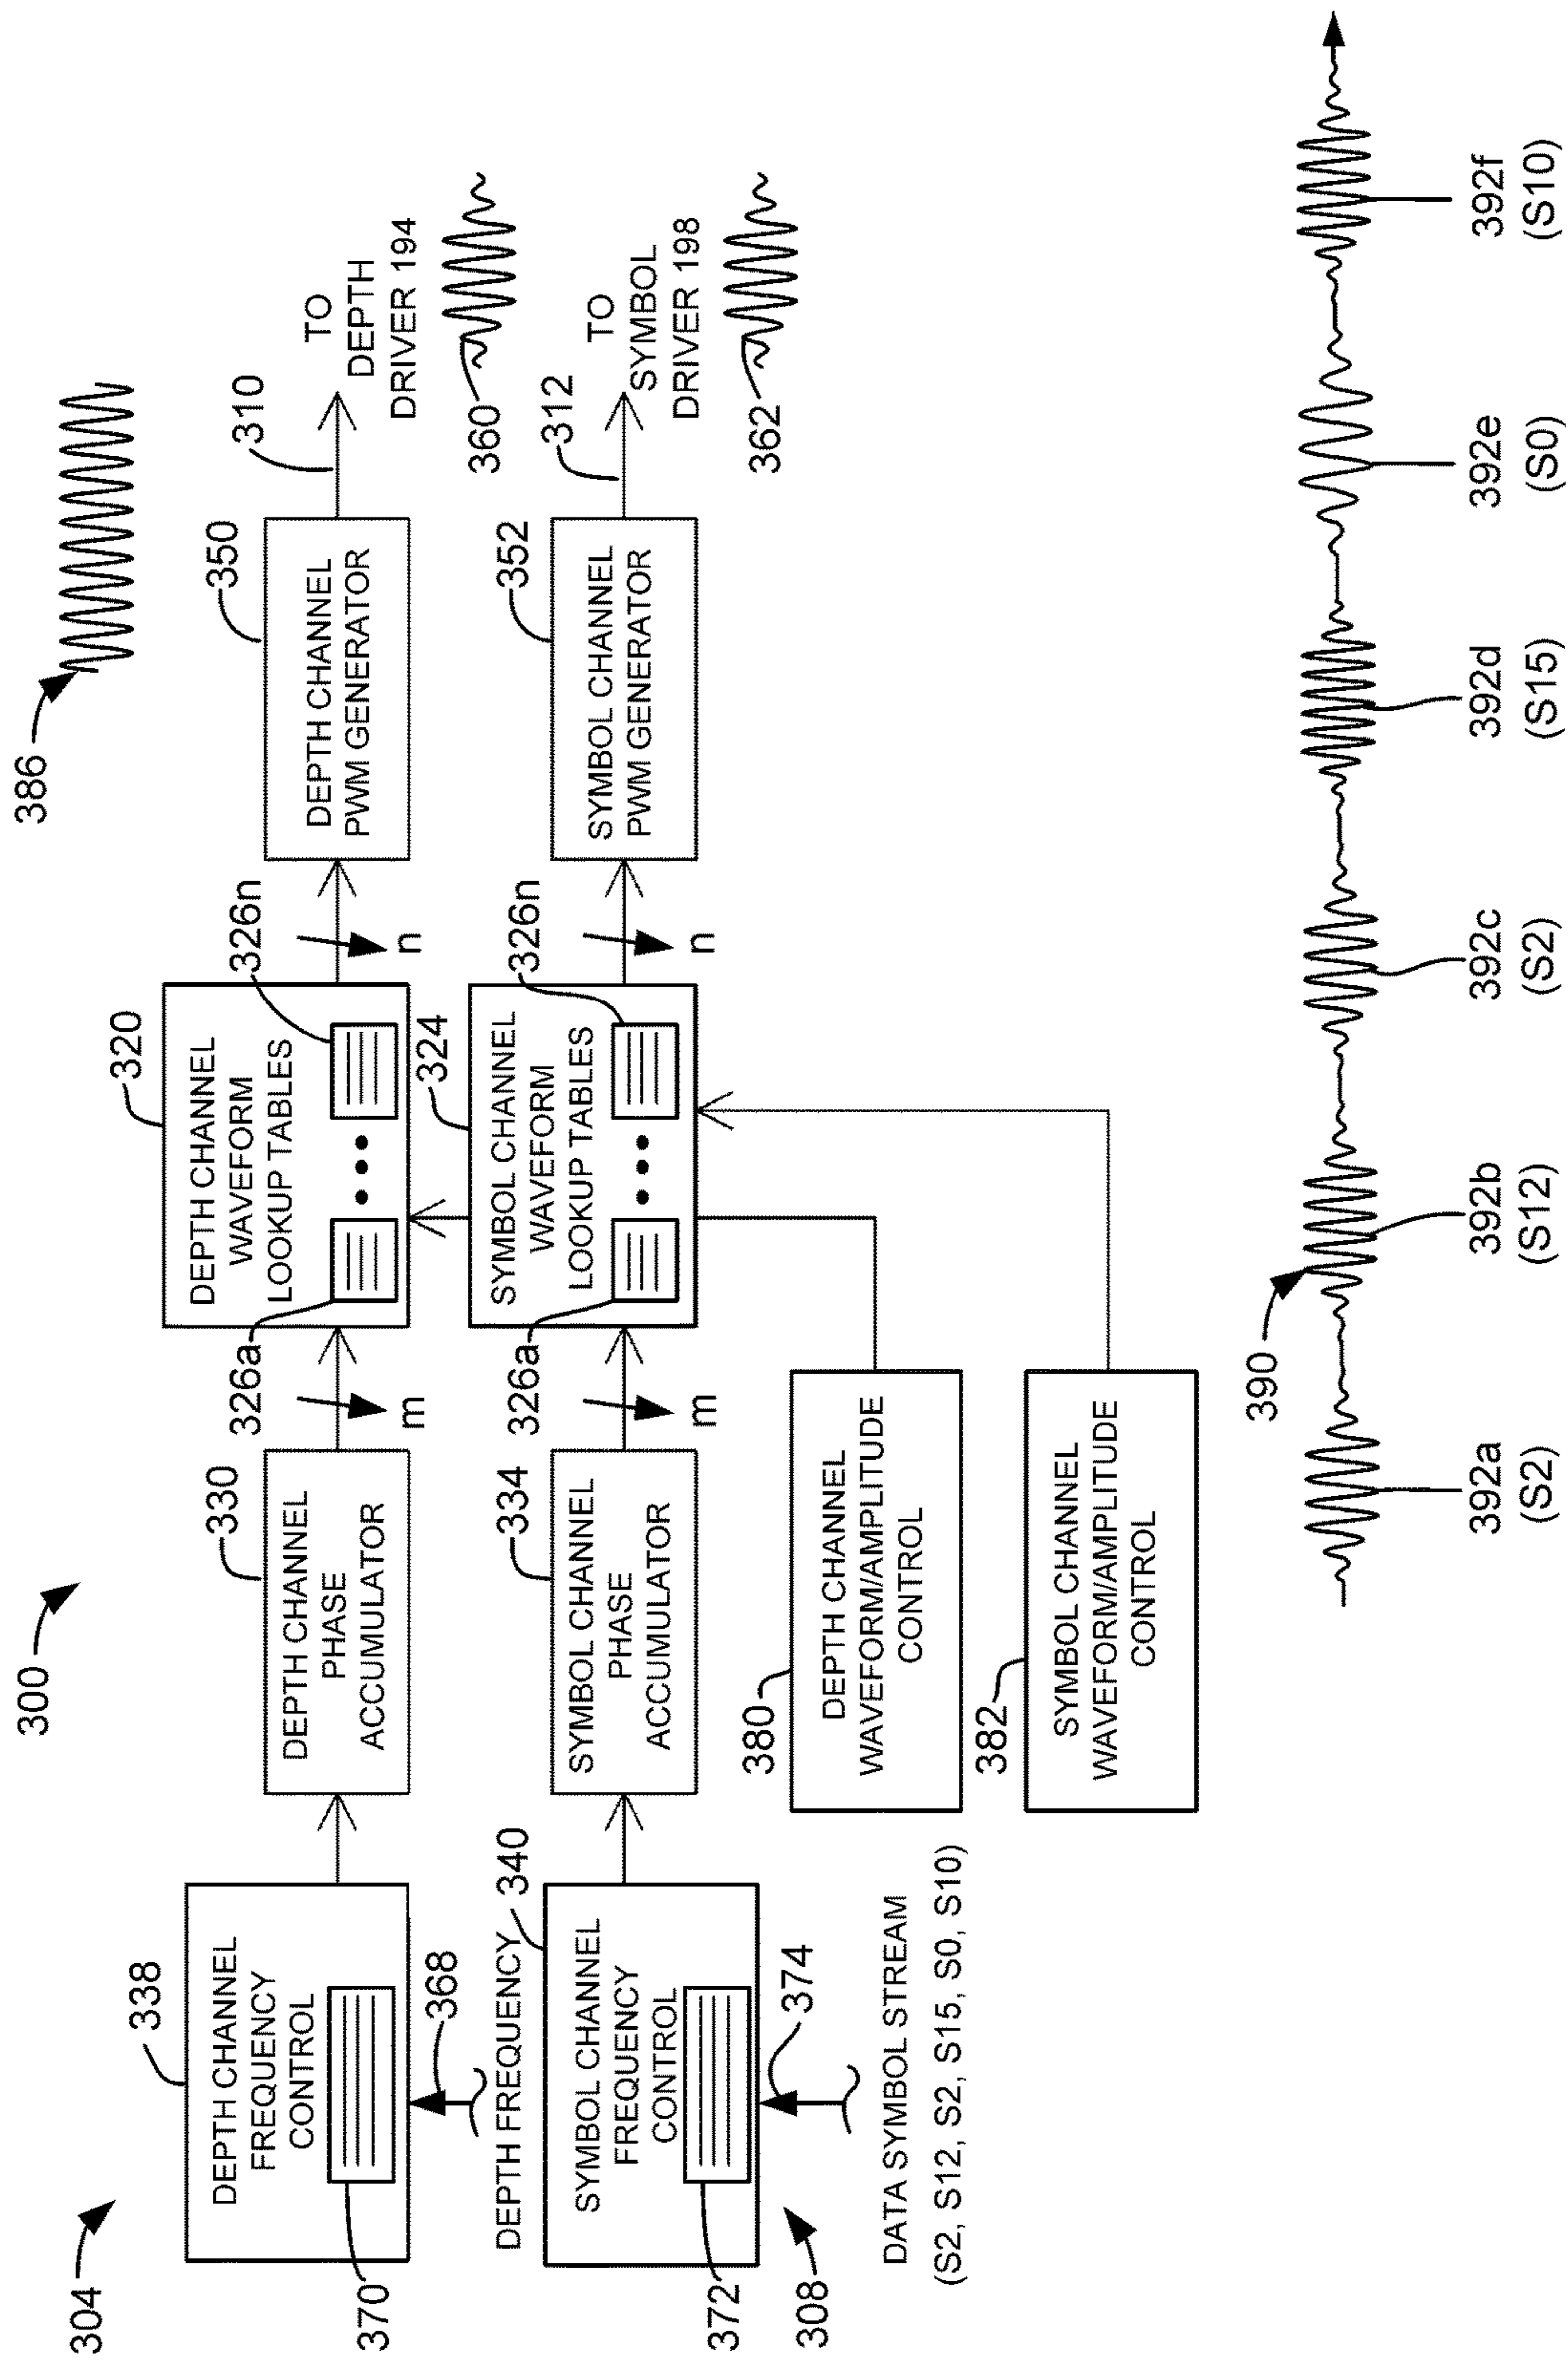 300
386
304
338
DEPTH CHANNEL
FREQUENCY
CONTROL
370
368
DEPTH FREQUENCY
330
DEPTH CHANNEL
PHASE
ACCUMULATOR
m
320
DEPTH CHANNEL
WAVEFORM
LOOKUP TABLES
326a
326n
n
350
DEPTH CHANNEL
PWM GENERATOR
310
TO
DEPTH
DRIVER 194
360
340
SYMBOL CHANNEL
FREQUENCY
CONTROL
372
374
308
DATA SYMBOL STREAM
(S2, S12, S2, S15, S0, S10)
334
SYMBOL CHANNEL
PHASE
ACCUMULATOR
m
324
SYMBOL CHANNEL
WAVEFORM
LOOKUP TABLES
326a
326n
n
352
SYMBOL CHANNEL
PWM GENERATOR
312
TO
SYMBOL
DRIVER 198
362
380
DEPTH CHANNEL
WAVEFORM/AMPLITUDE
CONTROL
382
SYMBOL CHANNEL
WAVEFORM/AMPLITUDE
CONTROL
390
392a
(S2)
392b
(S12)
392c
(S2)
392d
(S15)
392e
(S0)
392f
(S10)